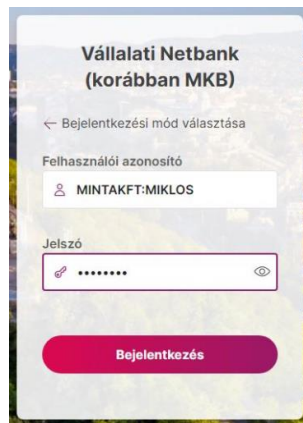 Vállalati Netbank
(korábban MKB)
← Bejelentkezési mód választása
Felhasználói azonosító
MINTAKFT:MIKLOS
Jelszó
••••••••
Bejelentkezés